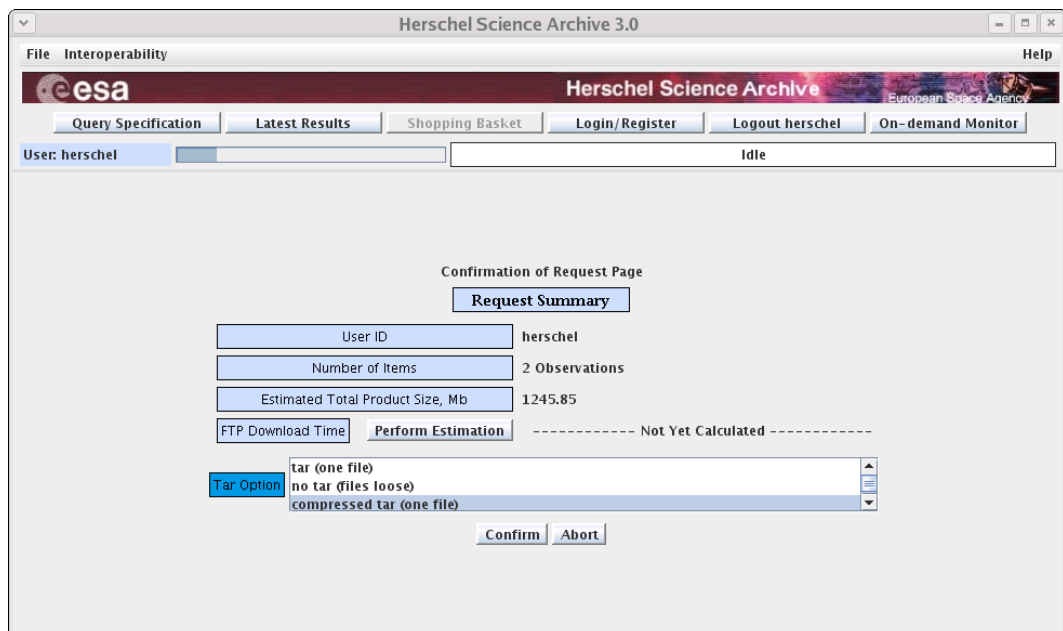 Herschel Science Archive 3.0
File Interoperability Help
esa Herschel Science Archive European Space Agency
Query Specification Latest Results Shopping Basket Login/Register Logout herschel On-demand Monitor
User: herschel Idle
Confirmation of Request Page
Request Summary
User ID herschel
Number of Items 2 Observations
Estimated Total Product Size, Mb 1245.85
FTP Download Time Perform Estimation ------------ Not Yet Calculated ------------
tar (one file)
Tar Option no tar (files loose)
compressed tar (one file)
Confirm Abort